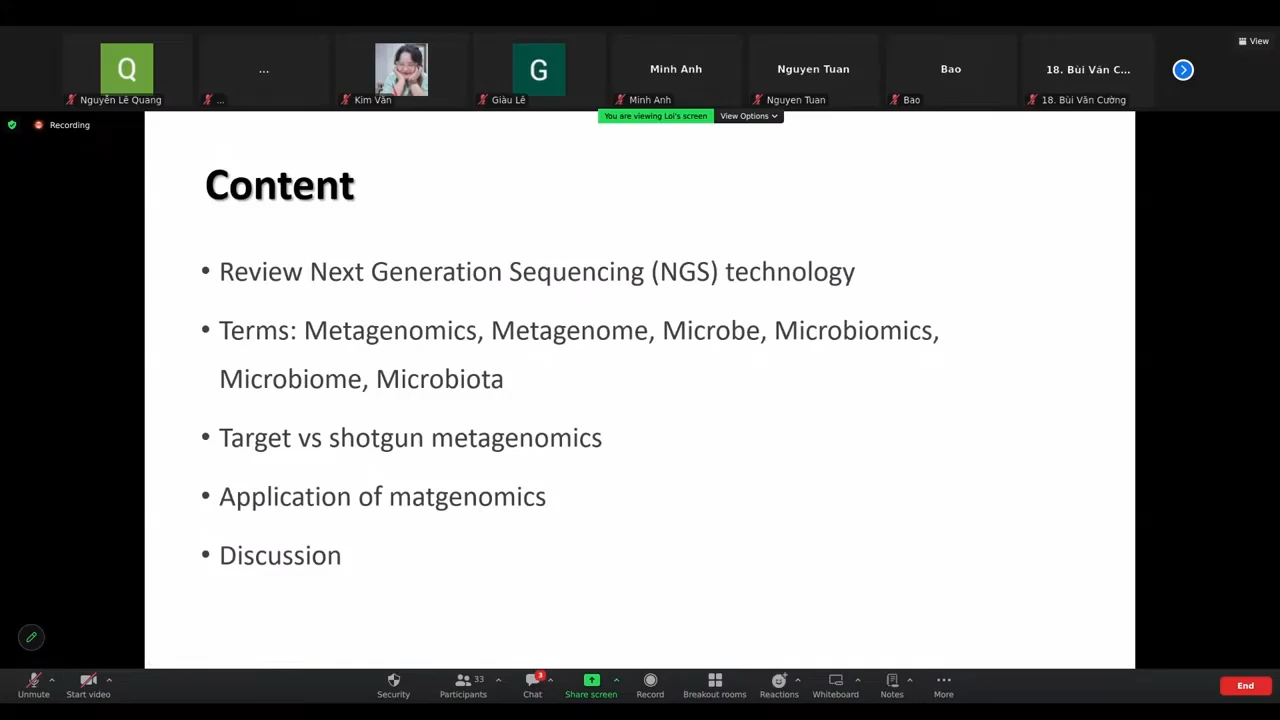 View
Q
...
G
Minh Anh
Nguyen Tuan
Bao
18. Bùi Văn C...
Nguyễn Lê Quang
...
Kim Vân
Giàu Lê
Minh Anh
Nguyen Tuan
Bao
18. Bùi Văn Cường
Recording
You are viewing Loi's screen
View Options
Content
• Review Next Generation Sequencing (NGS) technology
• Terms: Metagenomics, Metagenome, Microbe, Microbiomics,
Microbiome, Microbiota
• Target vs shotgun metagenomics
• Application of matgenomics
• Discussion
Unmute
Start video
Security
Participants
33
Chat
3
Share screen
Record
Breakout rooms
Reactions
Whiteboard
Notes
More
End